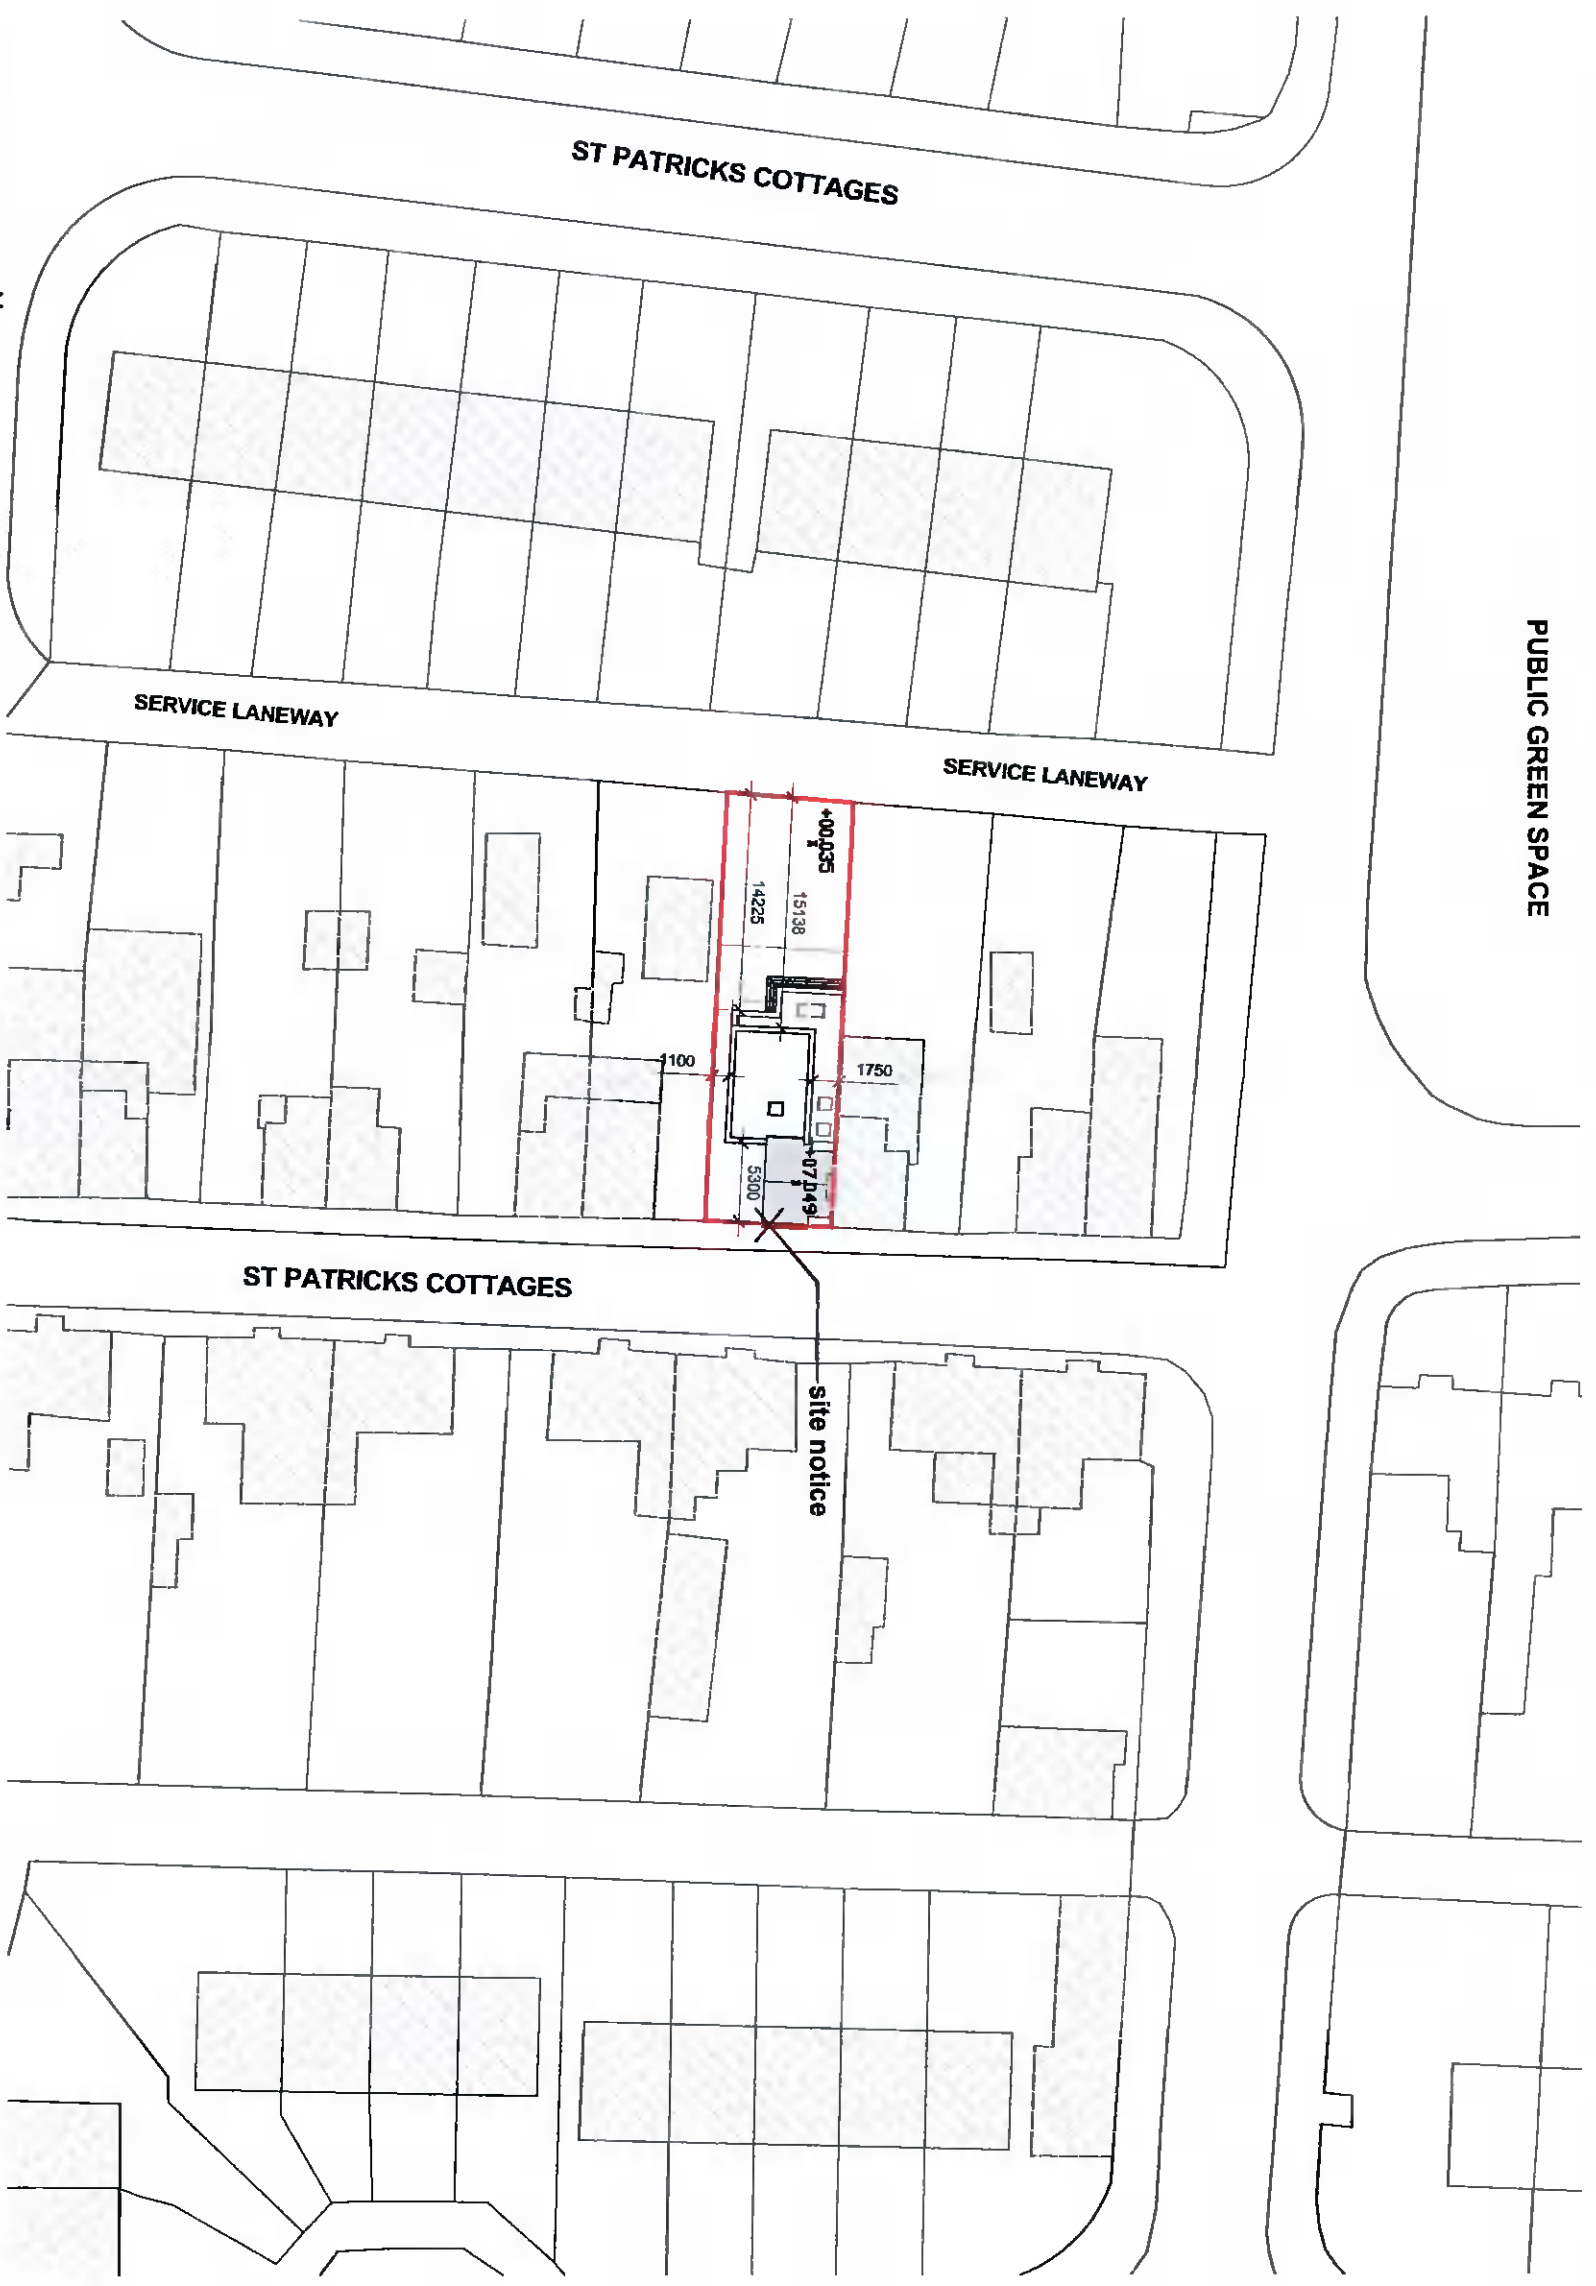 ST PATRICKS COTTAGES
PUBLIC GREEN SPACE
SERVICE LANEWAY
SERVICE LANEWAY
+00.035
x
14225
15138
1100
1750
5300
+07.049
x
ST PATRICKS COTTAGES
site notice